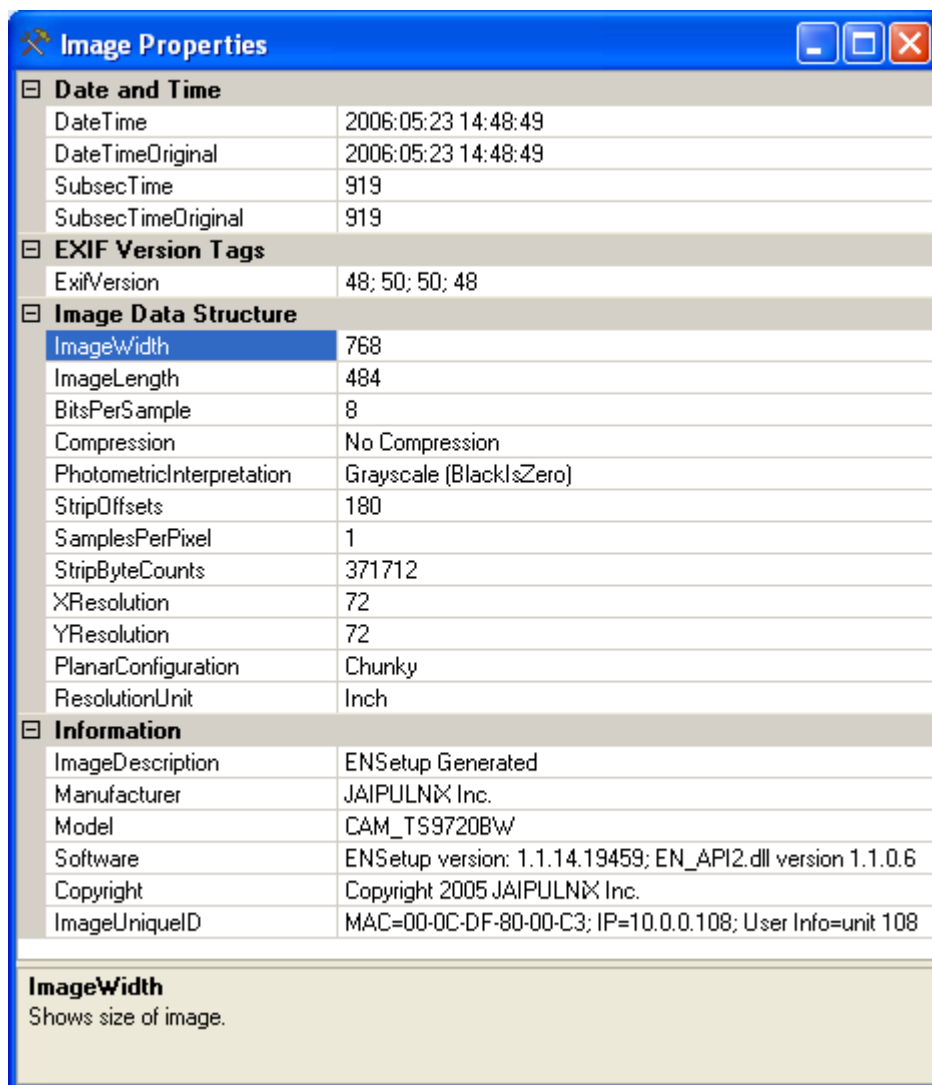 Image Properties
Date and Time
DateTime 2006:05:23 14:48:49
DateTimeOriginal 2006:05:23 14:48:49
SubsecTime 919
SubsecTimeOriginal 919
EXIF Version Tags
ExifVersion 48; 50; 50; 48
Image Data Structure
ImageWidth 768
ImageLength 484
BitsPerSample 8
Compression No Compression
PhotometricInterpretation Grayscale (BlackIsZero)
StripOffsets 180
SamplesPerPixel 1
StripByteCounts 371712
XResolution 72
YResolution 72
PlanarConfiguration Chunky
ResolutionUnit Inch
Information
ImageDescription ENSetup Generated
Manufacturer JAIPULNiX Inc.
Model CAM_TS9720BW
Software ENSetup version: 1.1.14.19459; EN_API2.dll version 1.1.0.6
Copyright Copyright 2005 JAIPULNiX Inc.
ImageUniqueID MAC=00-0C-DF-80-00-C3; IP=10.0.0.108; User Info=unit 108
ImageWidth
Shows size of image.